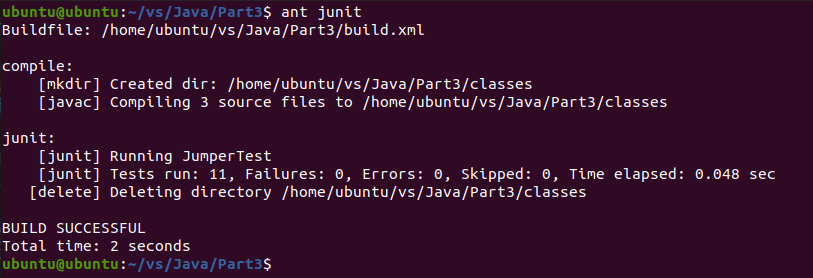 ubuntu@ubuntu:~/vs/Java/Part3$ ant junit
Buildfile: /home/ubuntu/vs/Java/Part3/build.xml

compile:
    [mkdir] Created dir: /home/ubuntu/vs/Java/Part3/classes
    [javac] Compiling 3 source files to /home/ubuntu/vs/Java/Part3/classes

junit:
    [junit] Running JumperTest
    [junit] Tests run: 11, Failures: 0, Errors: 0, Skipped: 0, Time elapsed: 0.048 sec
   [delete] Deleting directory /home/ubuntu/vs/Java/Part3/classes

BUILD SUCCESSFUL
Total time: 2 seconds
ubuntu@ubuntu:~/vs/Java/Part3$